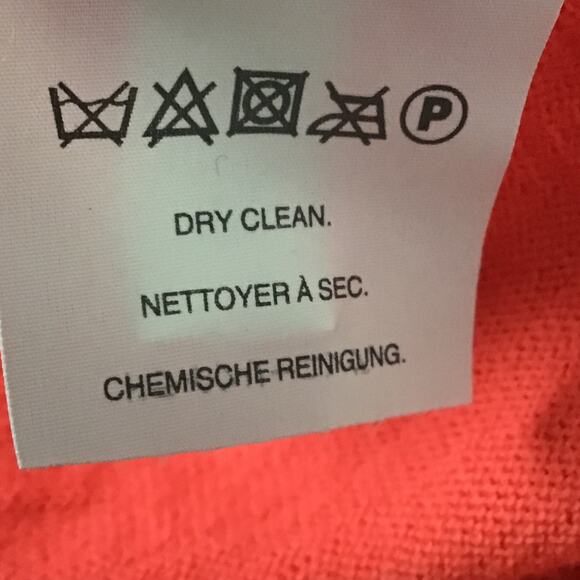 P
DRY CLEAN.
NETTOYER À SEC.
CHEMISCHE REINIGUNG.